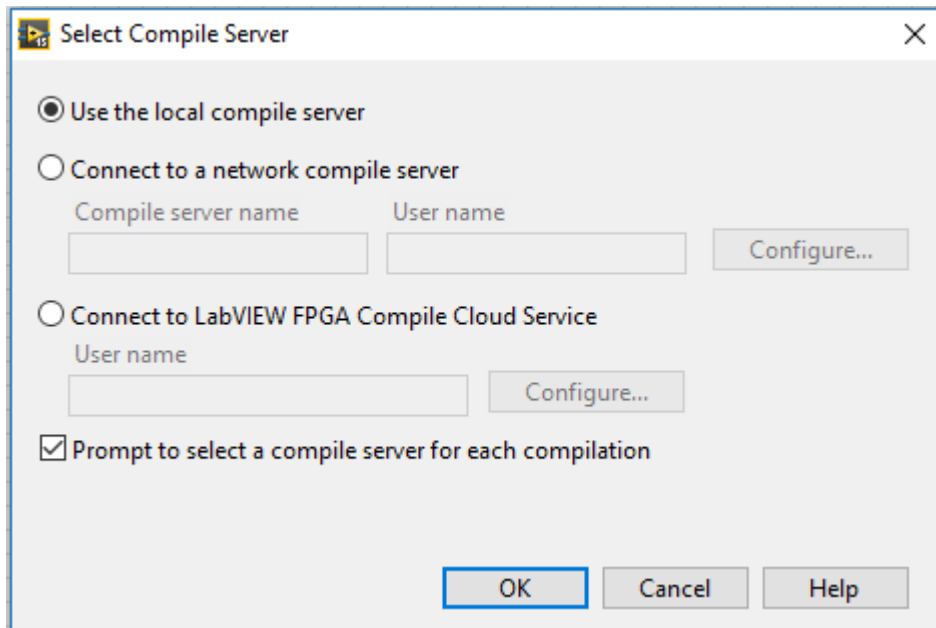 Select Compile Server
Use the local compile server
Connect to a network compile server
Compile server name User name
Configure...
Connect to LabVIEW FPGA Compile Cloud Service
User name
Configure...
Prompt to select a compile server for each compilation
OK Cancel Help